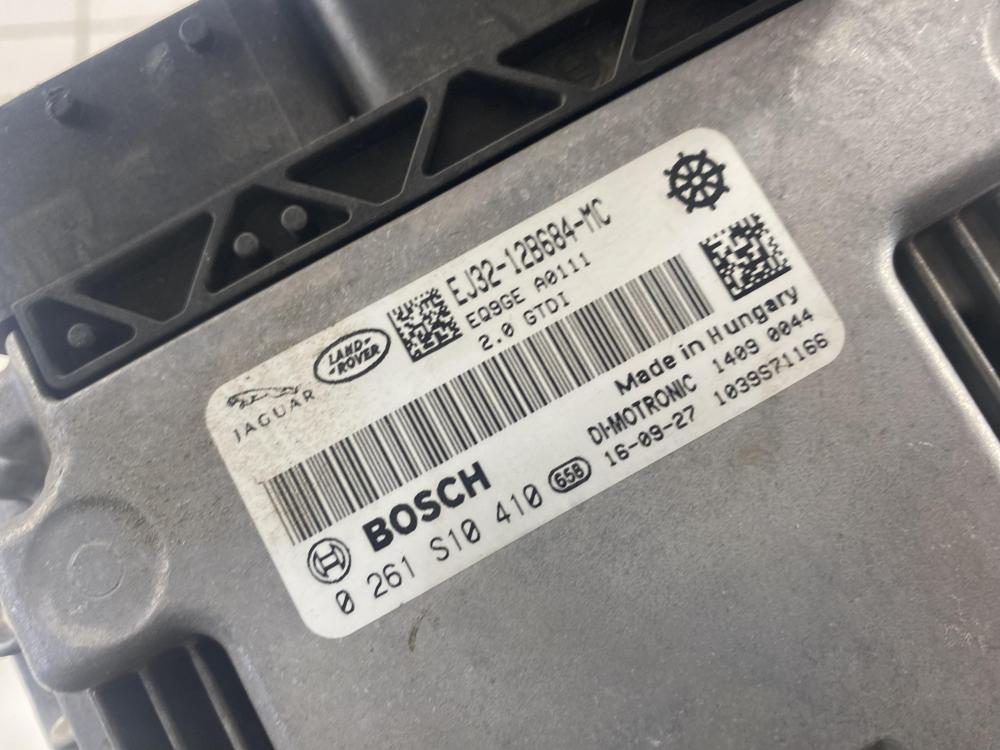 JAGUAR
LAND-
-ROVER
EJ32-12B684-MC
EQ9GE A0111
2.0 GTDI
Made in Hungary
DI-MOTRONIC 1409 0044
16-09-27 1039S71166
BOSCH
0 261 S10 410 658